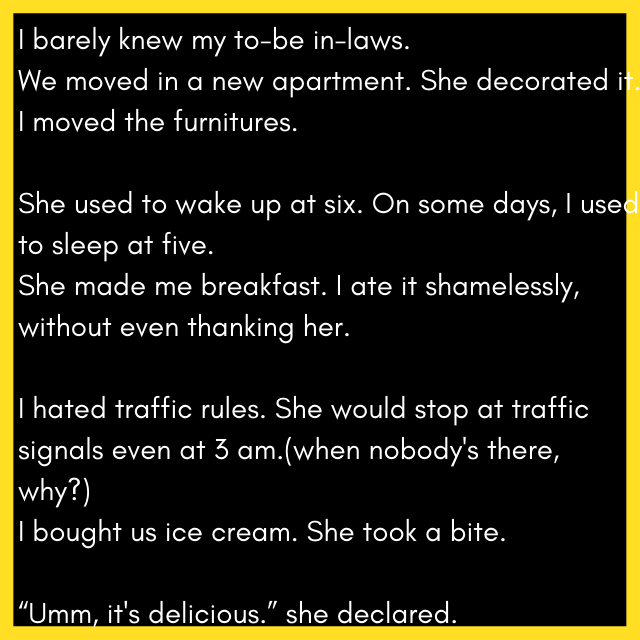 I barely knew my to-be in-laws.
We moved in a new apartment. She decorated it.
I moved the furnitures.
She used to wake up at six. On some days, I used
to sleep at five.
She made me breakfast. I ate it shamelessly,
without even thanking her.
I hated traffic rules. She would stop at traffic
signals even at 3 am.(when nobody's there,
why?)
I bought us ice cream. She took a bite.
“Umm, it's delicious.” she declared.